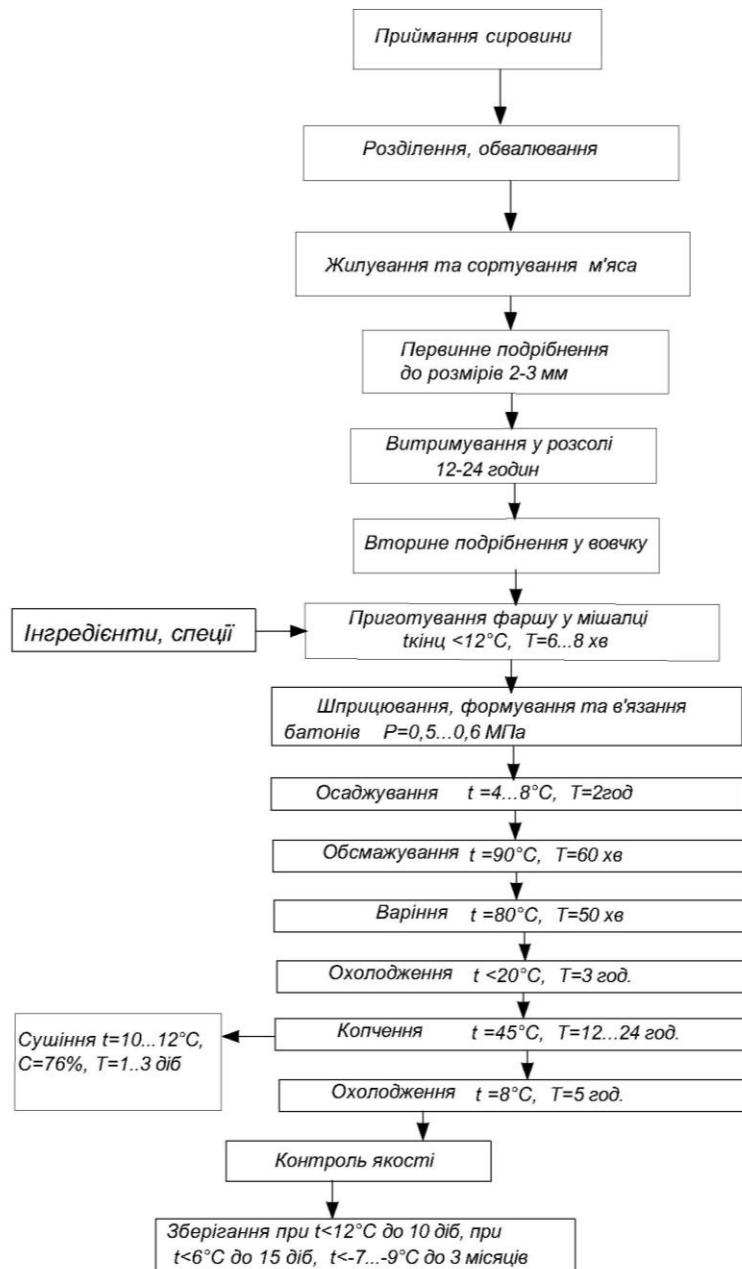 Приймання сировини
Розділення, обвалювання
Жилування та сортування м'яса
Первинне подрібнення
до розмірів 2-3 мм
Витримування у розсолі
12-24 годин
Вторине подрібнення у вовчку
Інгредієнти, спеції
Приготування фаршу у мішалці
tкінц <12°C, T=6...8 хв
Шприцювання, формування та в'язання
батонів P=0,5...0,6 МПа
Осаджування t =4...8°C, T=2год
Обсмажування t =90°C, T=60 хв
Варіння t =80°C, T=50 хв
Охолодження t <20°C, T=3 год.
Сушіння t=10...12°C,
C=76%, T=1..3 діб
Копчення t=45°C, T=12...24 год.
Охолодження t =8°C, T=5 год.
Контроль якості
Зберігання при t<12°C до 10 діб, при
t<6°C до 15 діб, t<-7...-9°C до 3 місяців